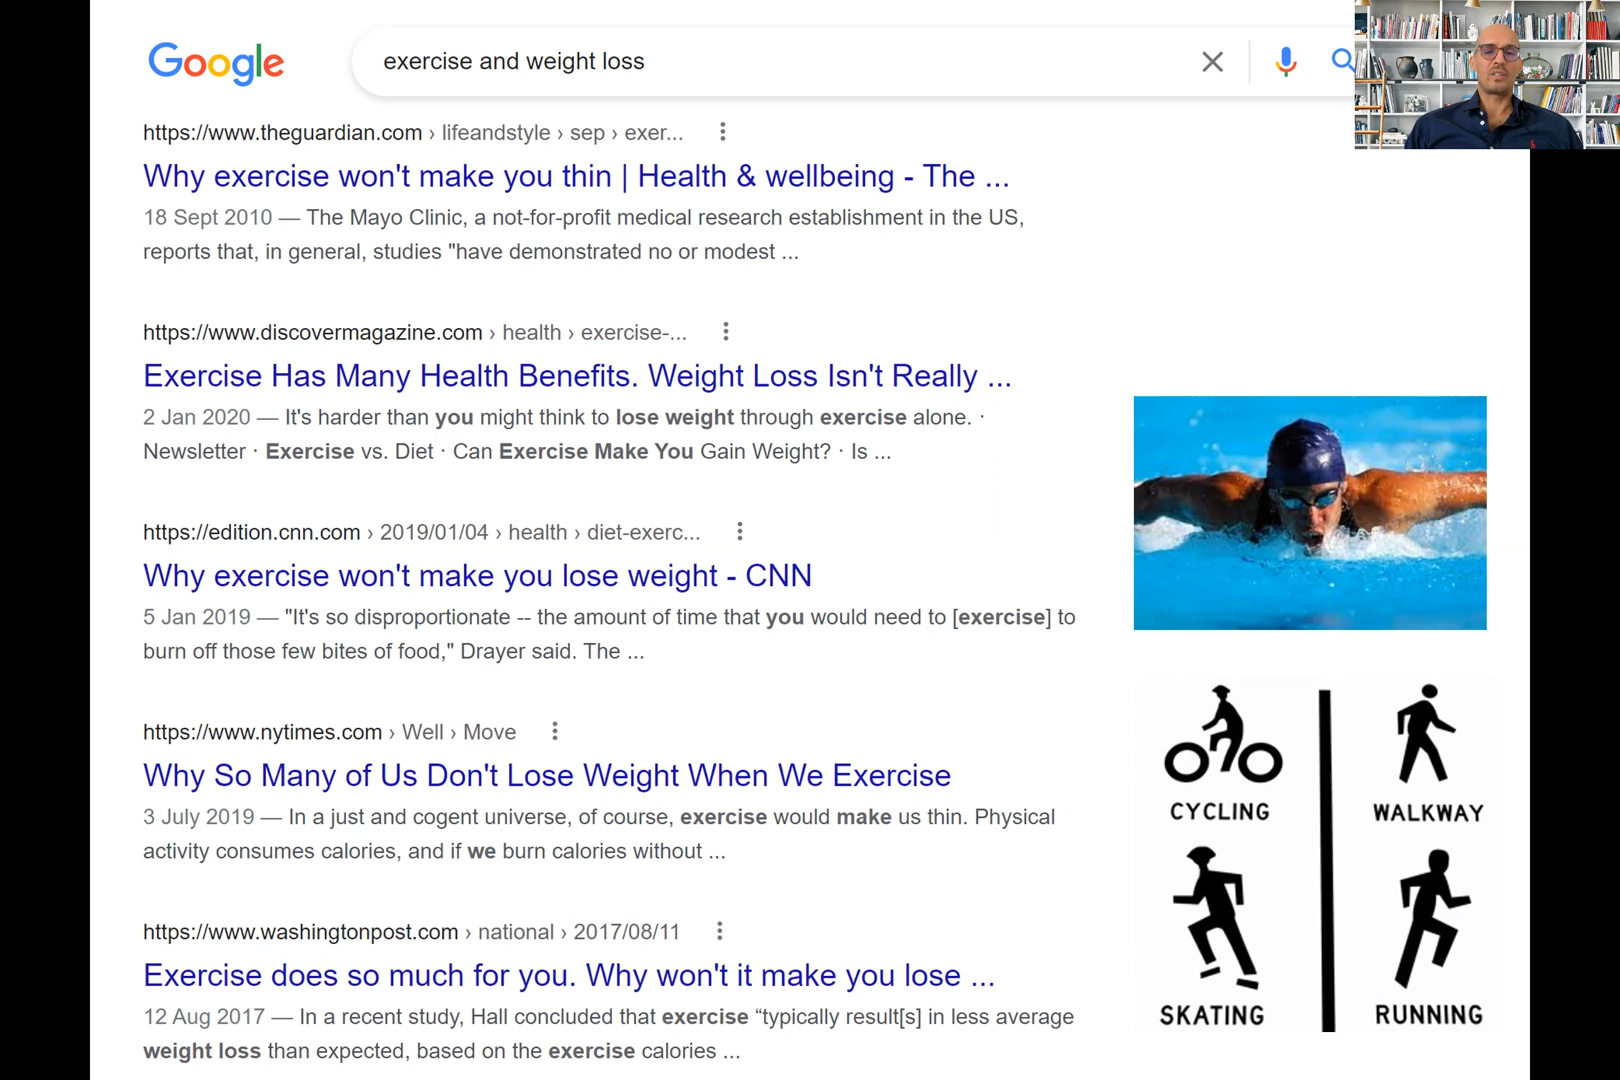 Google
exercise and weight loss
https://www.theguardian.com › lifeandstyle › sep › exer...
Why exercise won't make you thin | Health & wellbeing - The ...
18 Sept 2010 — The Mayo Clinic, a not-for-profit medical research establishment in the US,
reports that, in general, studies "have demonstrated no or modest ...
https://www.discovermagazine.com › health › exercise-...
Exercise Has Many Health Benefits. Weight Loss Isn't Really ...
2 Jan 2020 — It's harder than you might think to lose weight through exercise alone. ·
Newsletter · Exercise vs. Diet · Can Exercise Make You Gain Weight? · Is ...
https://edition.cnn.com › 2019/01/04 › health › diet-exerc...
Why exercise won't make you lose weight - CNN
5 Jan 2019 — "It's so disproportionate -- the amount of time that you would need to [exercise] to
burn off those few bites of food," Drayer said. The ...
https://www.nytimes.com › Well › Move
Why So Many of Us Don't Lose Weight When We Exercise
3 July 2019 — In a just and cogent universe, of course, exercise would make us thin. Physical
activity consumes calories, and if we burn calories without ...
https://www.washingtonpost.com › national › 2017/08/11
Exercise does so much for you. Why won't it make you lose ...
12 Aug 2017 — In a recent study, Hall concluded that exercise “typically result[s] in less average
weight loss than expected, based on the exercise calories ...
CYCLING
WALKWAY
SKATING
RUNNING